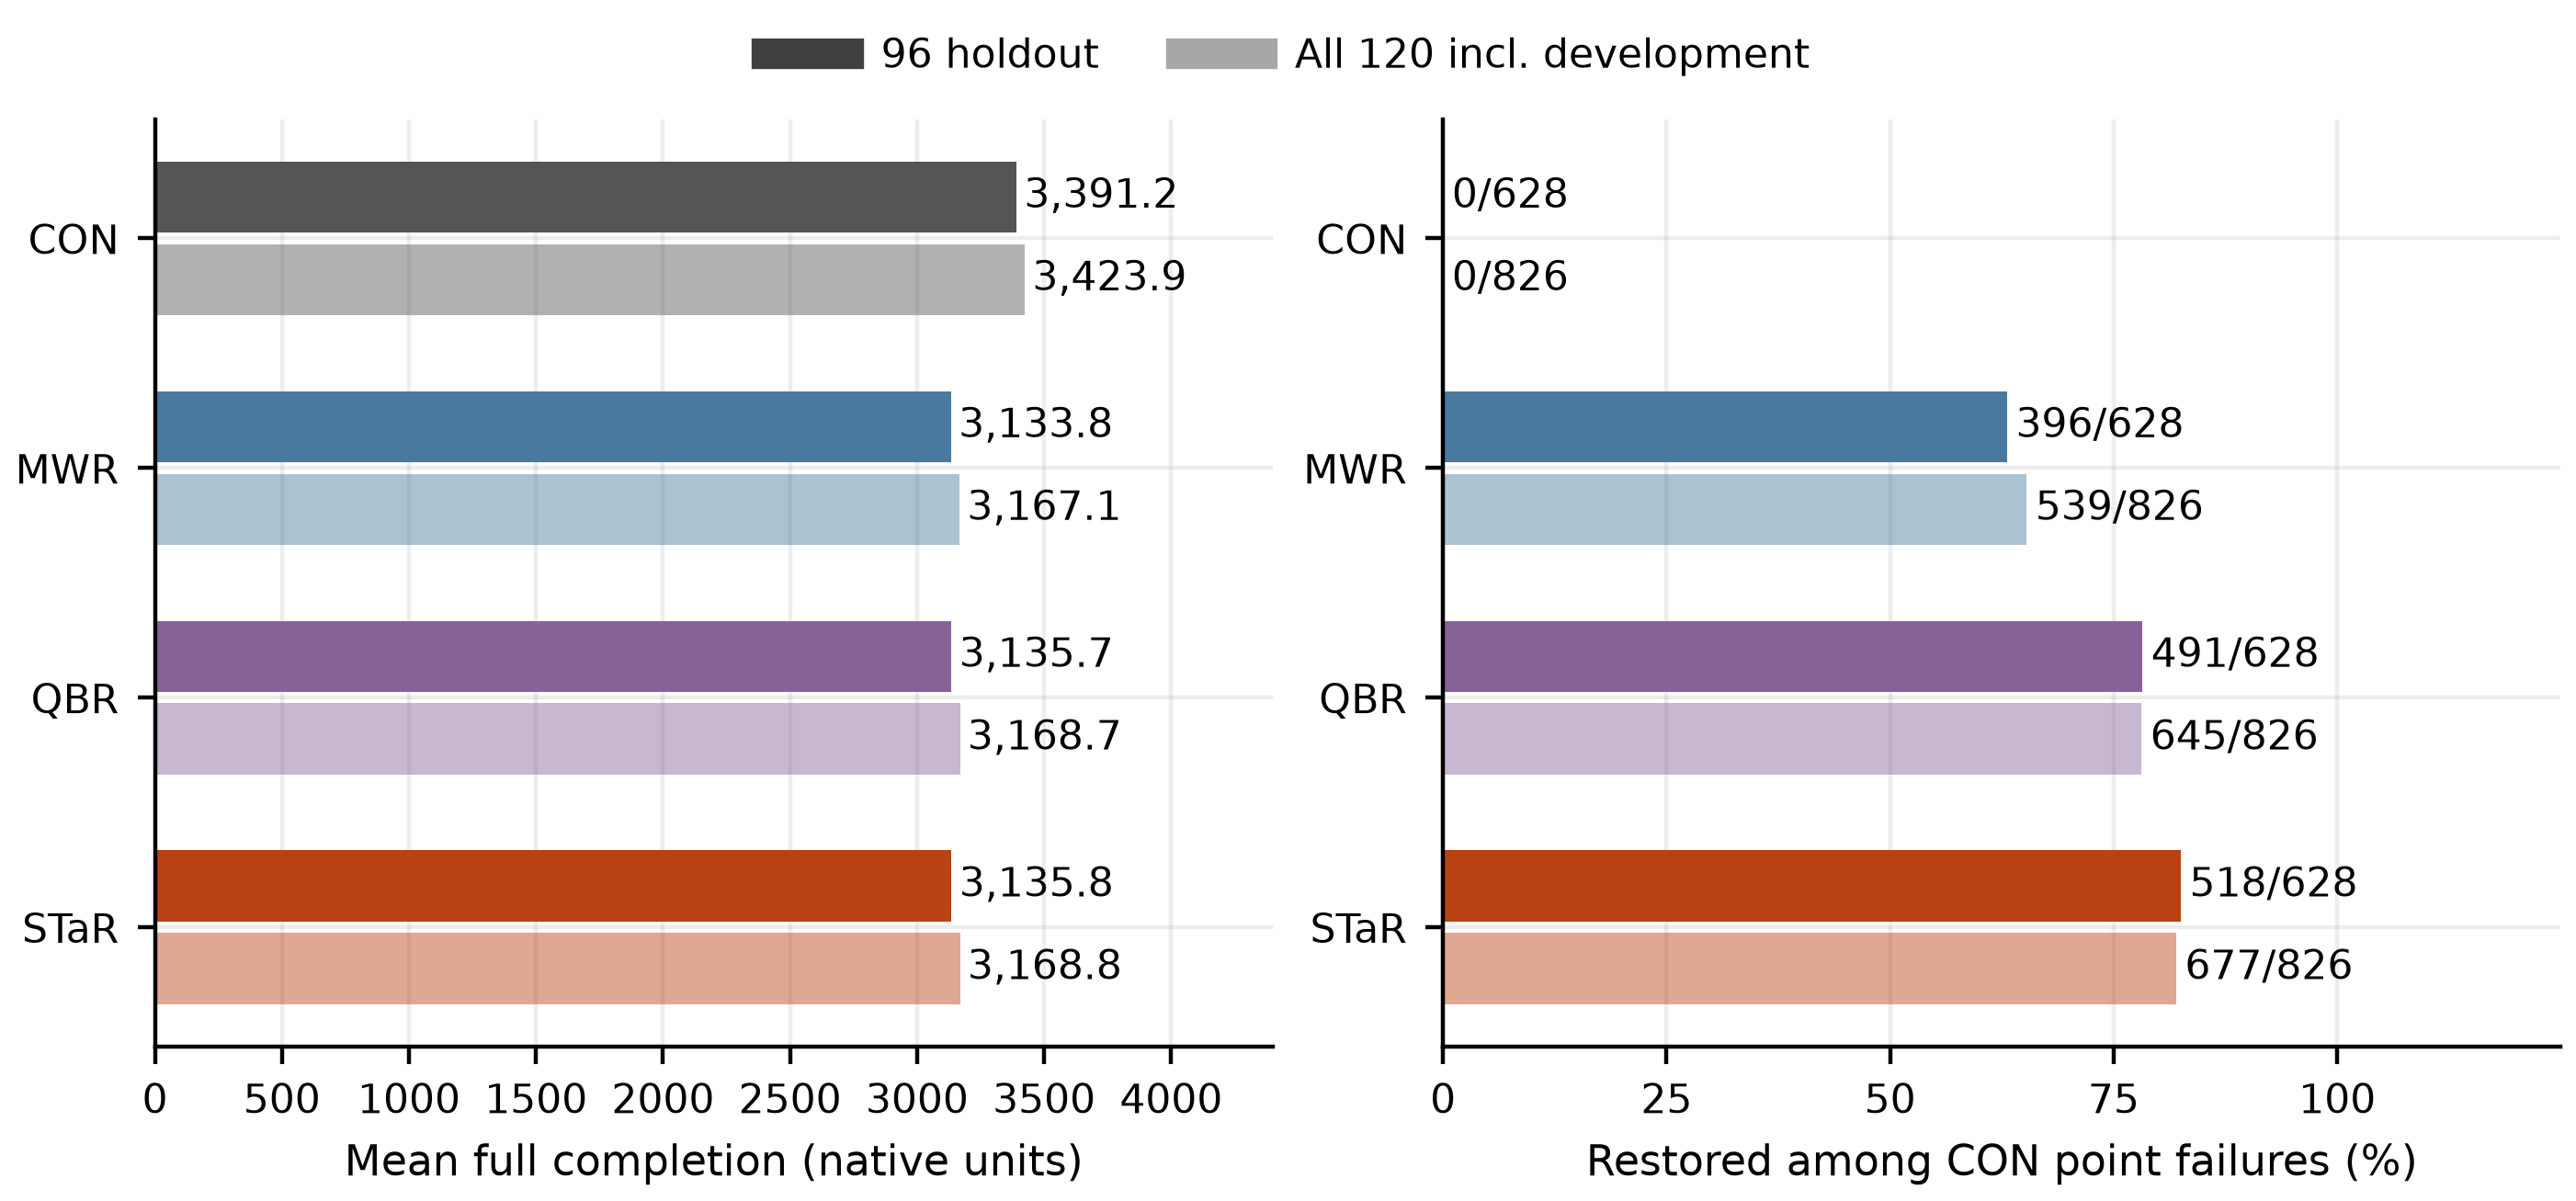 96 holdout
All 120 incl. development
CON
3,391.2
3,423.9
MWR
3,133.8
3,167.1
QBR
3,135.7
3,168.7
STaR
3,135.8
3,168.8
0 500 1000 1500 2000 2500 3000 3500 4000
Mean full completion (native units)
CON
0/628
0/826
MWR
396/628
539/826
QBR
491/628
645/826
STaR
518/628
677/826
0 25 50 75 100
Restored among CON point failures (%)